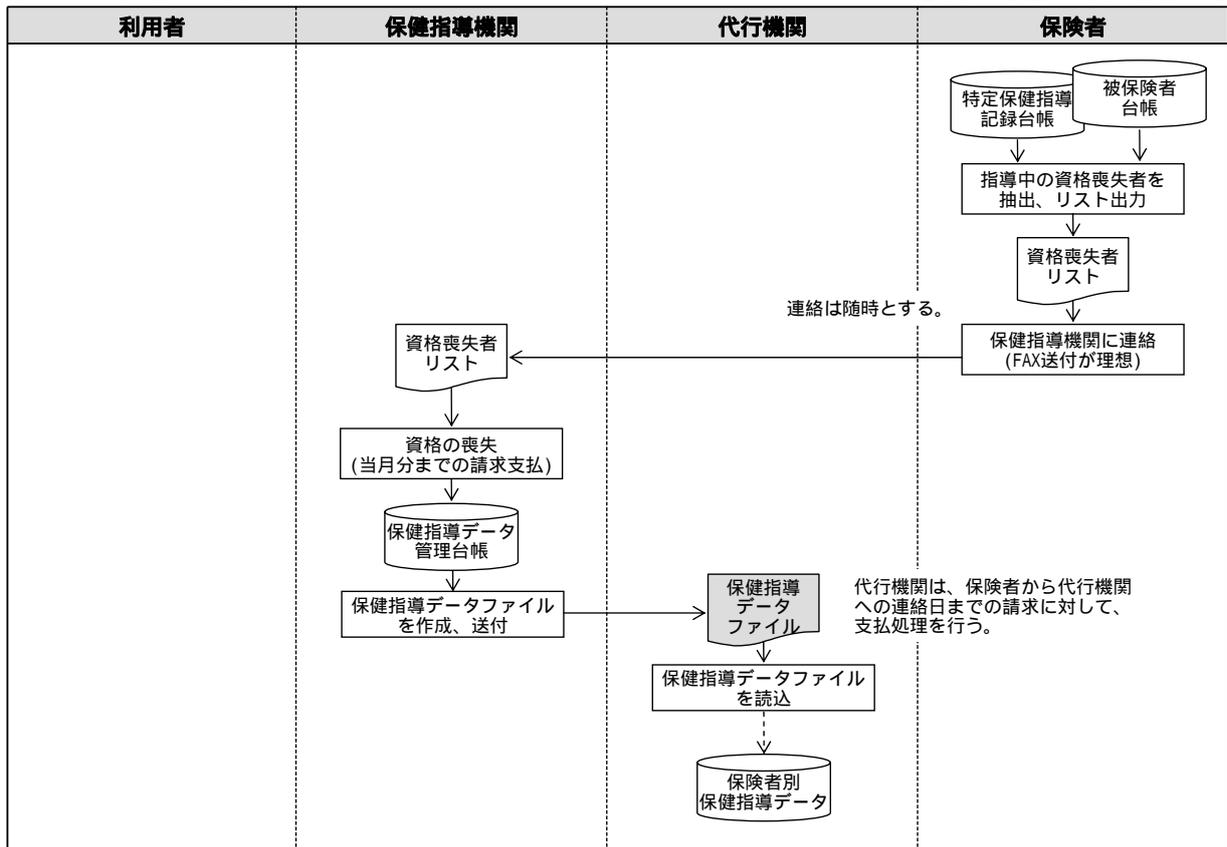 利用者
保健指導機関
代行機関
保険者
特定保健指導
記録台帳
被保険者
台帳
指導中の資格喪失者を
抽出、リスト出力
資格喪失者
リスト
連絡は随時とする。
保健指導機関に連絡
(FAX送付が理想)
資格喪失者
リスト
資格の喪失
(当月分までの請求支払)
保健指導データ
管理台帳
保健指導データファイル
を作成、送付
保健指導
データ
ファイル
代行機関は、保険者から代行機関
への連絡日までの請求に対して、
支払処理を行う。
保健指導データファイル
を読込
保険者別
保健指導データ